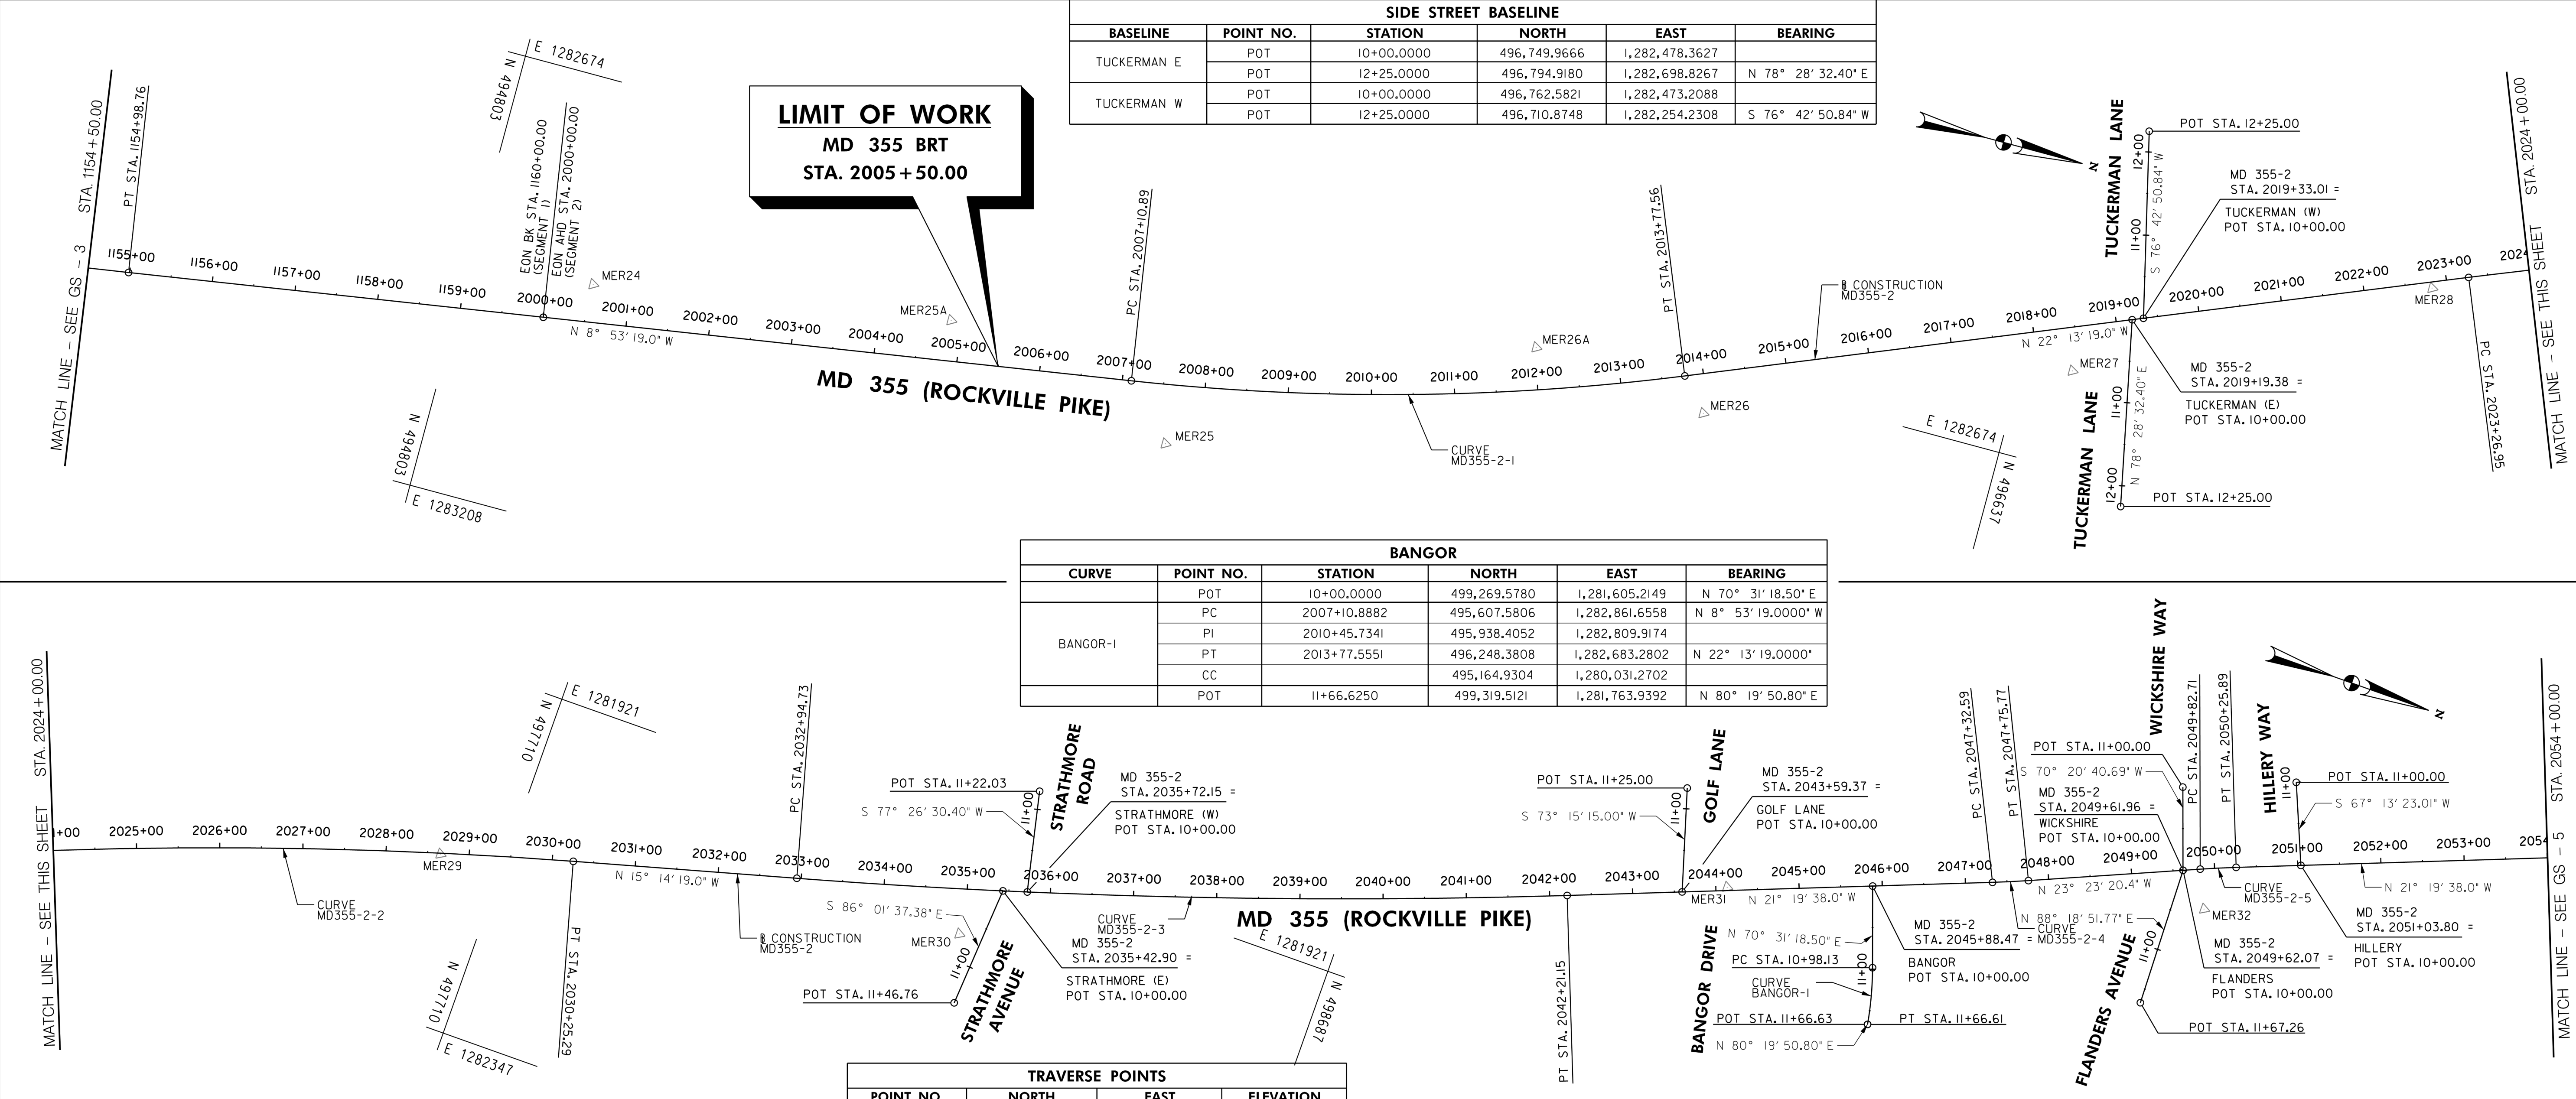 SIDE STREET BASELINE
BASELINE POINT NO. STATION NORTH EAST BEARING
TUCKERMAN E POT 10+00.0000 496,749.9666 1,282,478.3627
POT 12+25.0000 496,794.9180 1,282,698.8267 N 78° 28' 32.40" E
TUCKERMAN W POT 10+00.0000 496,762.5821 1,282,473.2088
POT 12+25.0000 496,710.8748 1,282,254.2308 S 76° 42' 50.84" W
MATCH LINE - SEE GS - 3 STA. 1154+50.00
PT STA. 1154+98.76
N 494803
E 1282674
EQN BK STA. 1160+00.00
(SEGMENT 1)
EQN AHD STA. 2000+00.00
(SEGMENT 2)
LIMIT OF WORK
MD 355 BRT
STA. 2005+50.00
PC STA. 2007+10.89
PT STA. 2013+77.56
℄ CONSTRUCTION
MD355-2
TUCKERMAN LANE
12+00
11+00
S 76° 42' 50.84" W
POT STA. 12+25.00
MD 355-2
STA. 2019+33.01 =
TUCKERMAN (W)
POT STA. 10+00.00
N
MATCH LINE - SEE THIS SHEET STA. 2024+00.00
1155+00 1156+00 1157+00 1158+00 1159+00 2000+00 2001+00 2002+00 2003+00 2004+00 2005+00 2006+00 2007+00 2008+00 2009+00 2010+00 2011+00 2012+00 2013+00 2014+00 2015+00 2016+00 2017+00 2018+00 2019+00 2020+00 2021+00 2022+00 2023+00 2024
MER24
MER25A
MER26A
MER28
N 8° 53' 19.0" W
N 22° 13' 19.0" W
MD 355 (ROCKVILLE PIKE)
MER25
MER26
MER27
CURVE
MD355-2-1
N 494803
E 1283208
E 1282674
N 496637
TUCKERMAN LANE
11+00
12+00
N 78° 28' 32.40" E
POT STA. 12+25.00
MD 355-2
STA. 2019+19.38 =
TUCKERMAN (E)
POT STA. 10+00.00
PC STA. 2023+26.95
BANGOR
CURVE POINT NO. STATION NORTH EAST BEARING
POT 10+00.0000 499,269.5780 1,281,605.2149 N 70° 31' 18.50" E
BANGOR-1 PC 2007+10.8882 495,607.5806 1,282,861.6558 N 8° 53' 19.0000" W
PI 2010+45.7341 495,938.4052 1,282,809.9174
PT 2013+77.5551 496,248.3808 1,282,683.2802 N 22° 13' 19.0000"
CC 495,164.9304 1,280,031.2702
POT 11+66.6250 499,319.5121 1,281,763.9392 N 80° 19' 50.80" E
MATCH LINE - SEE THIS SHEET STA. 2024+00.00
N 497710
E 1281921
PC STA. 2032+94.73
POT STA. 11+22.03
S 77° 26' 30.40" W
11+00
STRATHMORE
ROAD
MD 355-2
STA. 2035+72.15 =
STRATHMORE (W)
POT STA. 10+00.00
POT STA. 11+25.00
S 73° 15' 15.00" W
11+00
GOLF LANE
MD 355-2
STA. 2043+59.37 =
GOLF LANE
POT STA. 10+00.00
PC STA. 2047+32.59
PT STA. 2047+75.77
WICKSHIRE WAY
POT STA. 11+00.00
S 70° 20' 40.69" W
MD 355-2
STA. 2049+61.96 =
WICKSHIRE
POT STA. 10+00.00
PC STA. 2049+82.71
PT STA. 2050+25.89
HILLERY WAY
11+00
POT STA. 11+00.00
S 67° 13' 23.01" W
N
MATCH LINE - SEE GS - 5 STA. 2054+00.00
+00 2025+00 2026+00 2027+00 2028+00 2029+00 2030+00 2031+00 2032+00 2033+00 2034+00 2035+00 2036+00 2037+00 2038+00 2039+00 2040+00 2041+00 2042+00 2043+00 2044+00 2045+00 2046+00 2047+00 2048+00 2049+00 2050+00 2051+00 2052+00 2053+00 2054
MER29
N 15° 14' 19.0" W
CURVE
MD355-2-2
℄ CONSTRUCTION
MD355-2
PT STA. 2030+25.29
N 497710
E 1282347
S 86° 01' 37.38" E
MER30
11+00
POT STA. 11+46.76
STRATHMORE
AVENUE
CURVE
MD355-2-3
MD 355-2
STA. 2035+42.90 =
STRATHMORE (E)
POT STA. 10+00.00
MD 355 (ROCKVILLE PIKE)
E 1281921
N 498687
PT STA. 2042+21.15
MER31
N 21° 19' 38.0" W
BANGOR DRIVE
N 70° 31' 18.50" E
PC STA. 10+98.13
11+00
CURVE
BANGOR-1
POT STA. 11+66.63
PT STA. 11+66.61
N 80° 19' 50.80" E
MD 355-2
STA. 2045+88.47 =
BANGOR
POT STA. 10+00.00
N 23° 23' 20.4" W
CURVE
MD355-2-4
N 88° 18' 51.77" E
11+00
FLANDERS AVENUE
POT STA. 11+67.26
MER32
MD 355-2
STA. 2049+62.07 =
FLANDERS
POT STA. 10+00.00
CURVE
MD355-2-5
N 21° 19' 38.0" W
MD 355-2
STA. 2051+03.80 =
HILLERY
POT STA. 10+00.00
TRAVERSE POINTS
POINT NO. NORTH EAST ELEVATION